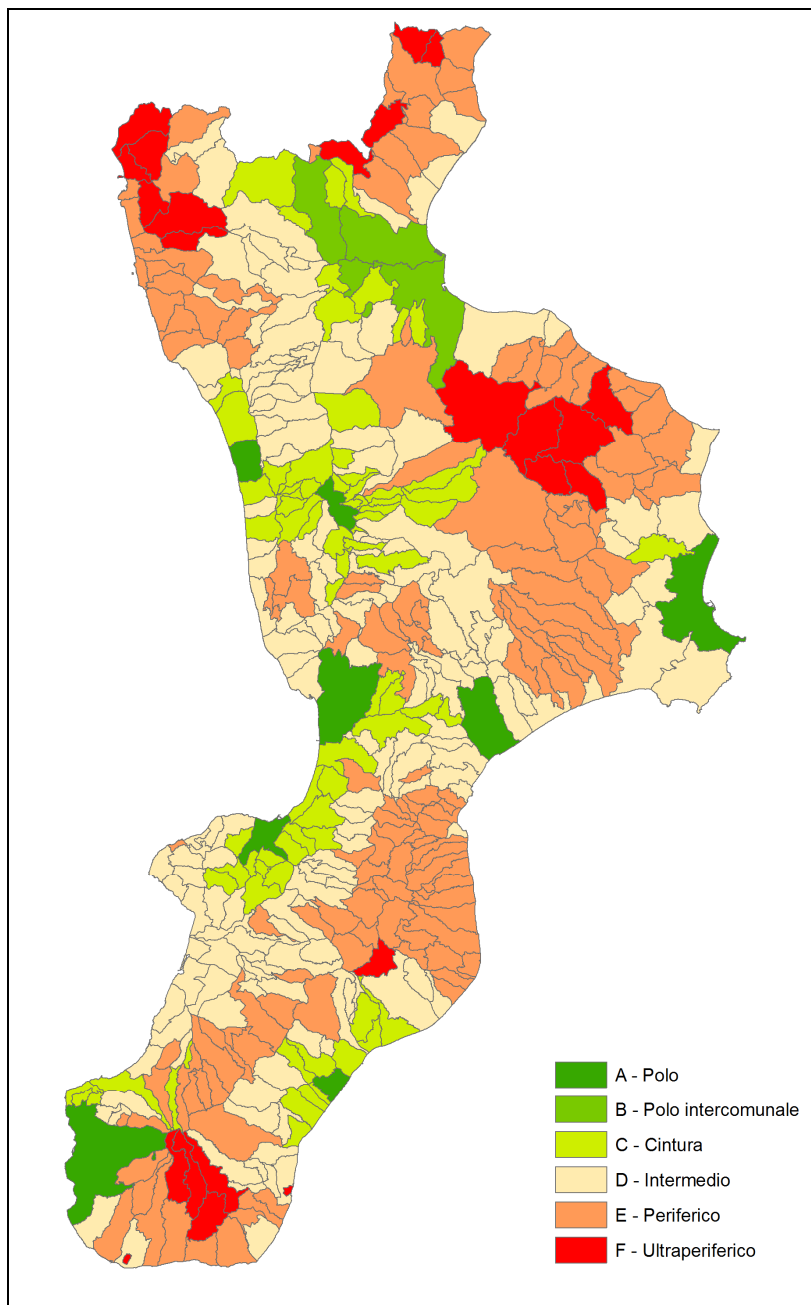 A - Polo
B - Polo intercomunale
C - Cintura
D - Intermedio
E - Periferico
F - Ultraperiferico